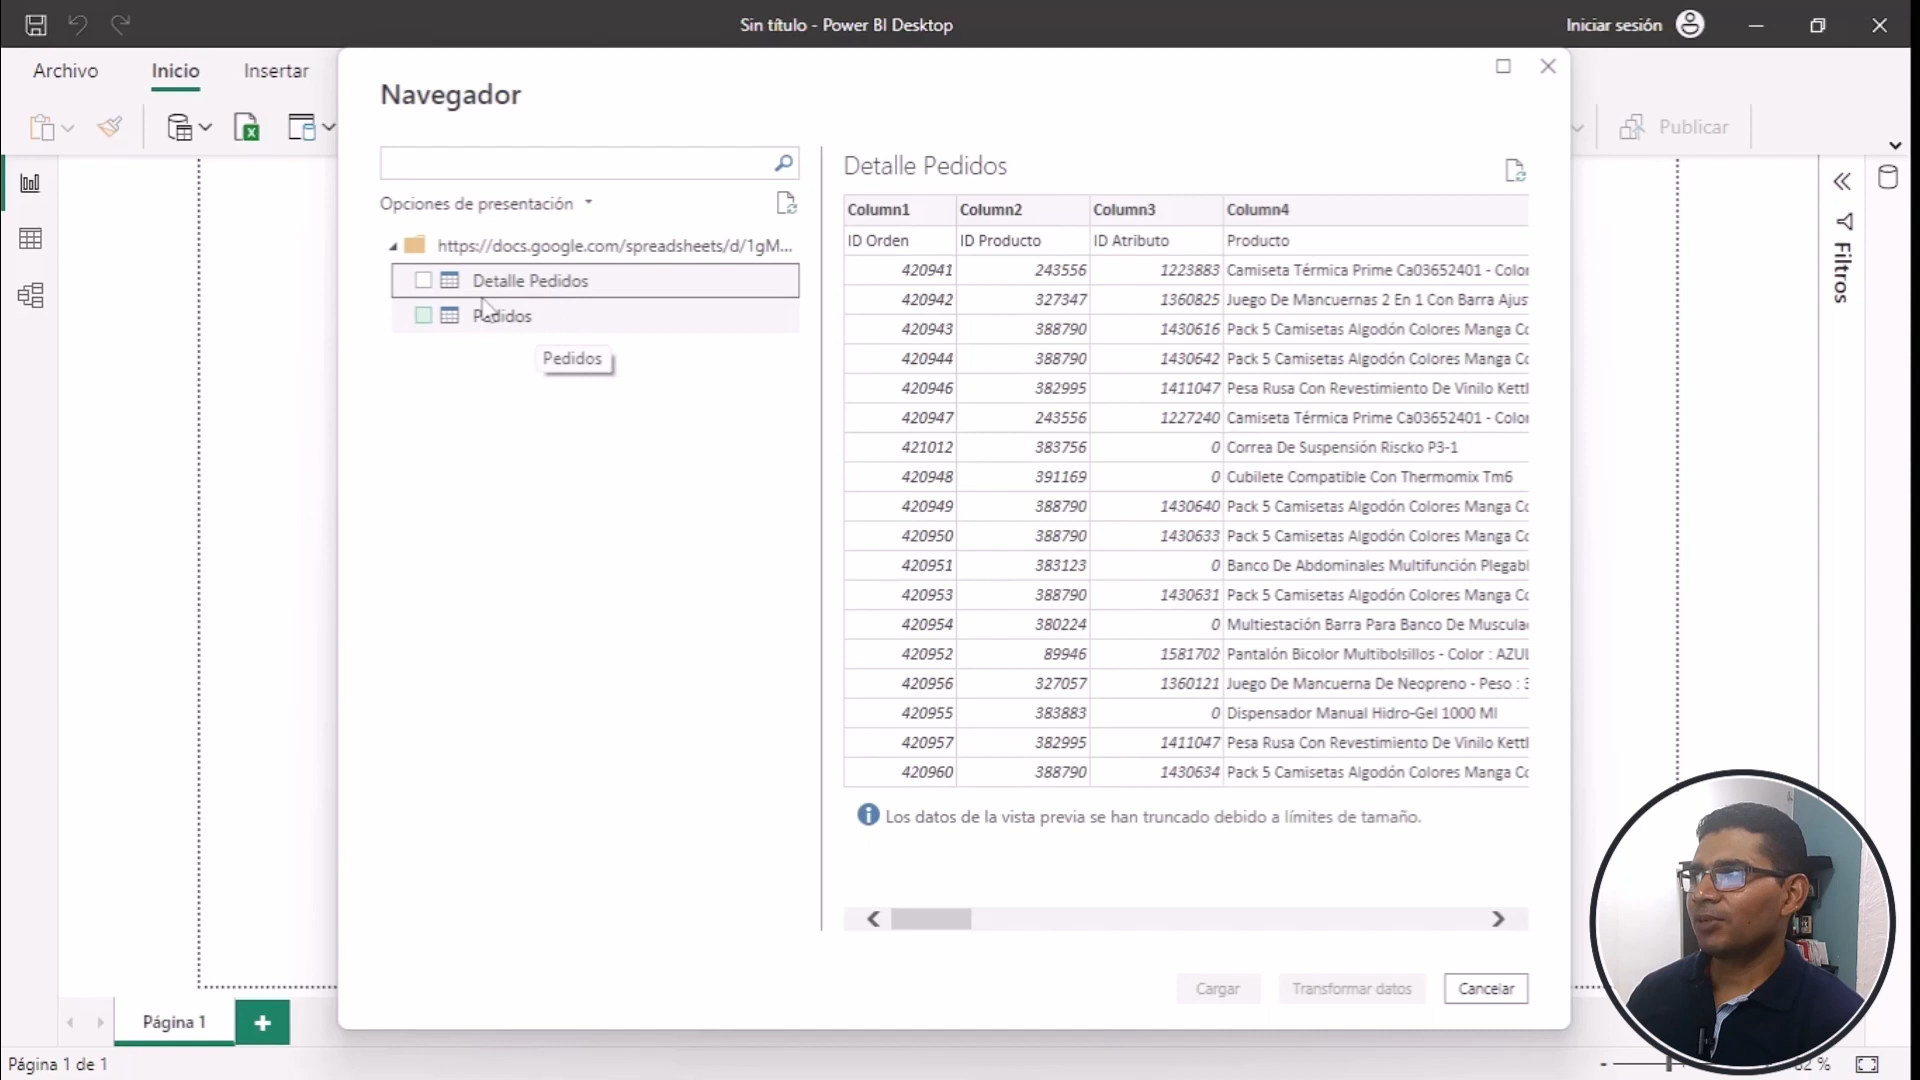 Sin título - Power BI Desktop
Iniciar sesión
Archivo
Inicio
Insertar
Publicar
Navegador
Opciones de presentación
https://docs.google.com/spreadsheets/d/1gM...
Detalle Pedidos
Pedidos
Pedidos
Detalle Pedidos
Column1 Column2 Column3 Column4
ID Orden ID Producto ID Atributo Producto
420941 243556 1223883 Camiseta Térmica Prime Ca03652401 - Color
420942 327347 1360825 Juego De Mancuernas 2 En 1 Con Barra Ajus
420943 388790 1430616 Pack 5 Camisetas Algodón Colores Manga Co
420944 388790 1430642 Pack 5 Camisetas Algodón Colores Manga Co
420946 382995 1411047 Pesa Rusa Con Revestimiento De Vinilo Kettl
420947 243556 1227240 Camiseta Térmica Prime Ca03652401 - Color
421012 383756 0 Correa De Suspensión Riscko P3-1
420948 391169 0 Cubilete Compatible Con Thermomix Tm6
420949 388790 1430640 Pack 5 Camisetas Algodón Colores Manga Co
420950 388790 1430633 Pack 5 Camisetas Algodón Colores Manga Co
420951 383123 0 Banco De Abdominales Multifunción Plegabl
420953 388790 1430631 Pack 5 Camisetas Algodón Colores Manga Co
420954 380224 0 Multiestación Barra Para Banco De Musculac
420952 89946 1581702 Pantalón Bicolor Multibolsillos - Color : AZUL
420956 327057 1360121 Juego De Mancuerna De Neopreno - Peso : 3
420955 383883 0 Dispensador Manual Hidro-Gel 1000 Ml
420957 382995 1411047 Pesa Rusa Con Revestimiento De Vinilo Kettl
420960 388790 1430634 Pack 5 Camisetas Algodón Colores Manga Co
Los datos de la vista previa se han truncado debido a límites de tamaño.
Cargar
Transformar datos
Cancelar
Filtros
Página 1
Página 1 de 1